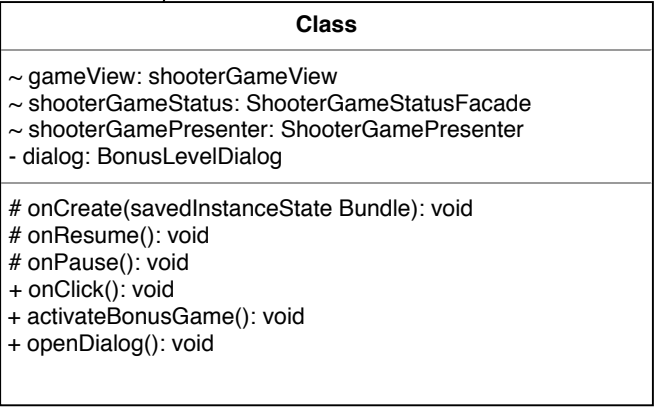 Class
~ gameView: shooterGameView
~ shooterGameStatus: ShooterGameStatusFacade
~ shooterGamePresenter: ShooterGamePresenter
- dialog: BonusLevelDialog
# onCreate(savedInstanceState Bundle): void
# onResume(): void
# onPause(): void
+ onClick(): void
+ activateBonusGame(): void
+ openDialog(): void